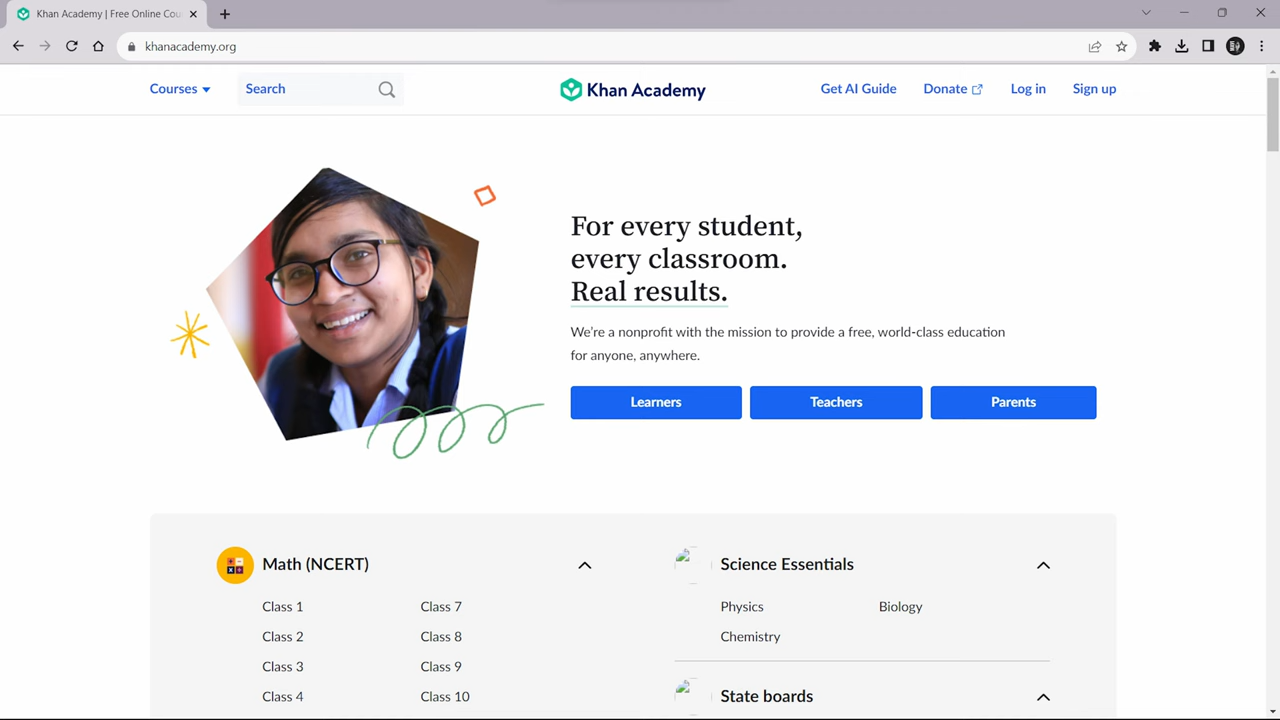 Khan Academy | Free Online Cou
khanacademy.org
Courses
Search
Khan Academy
Get AI Guide
Donate
Log in
Sign up
For every student,
every classroom.
Real results.
We're a nonprofit with the mission to provide a free, world-class education
for anyone, anywhere.
Learners
Teachers
Parents
Math (NCERT)
Class 1
Class 7
Class 2
Class 8
Class 3
Class 9
Class 4
Class 10
Science Essentials
Physics
Biology
Chemistry
State boards